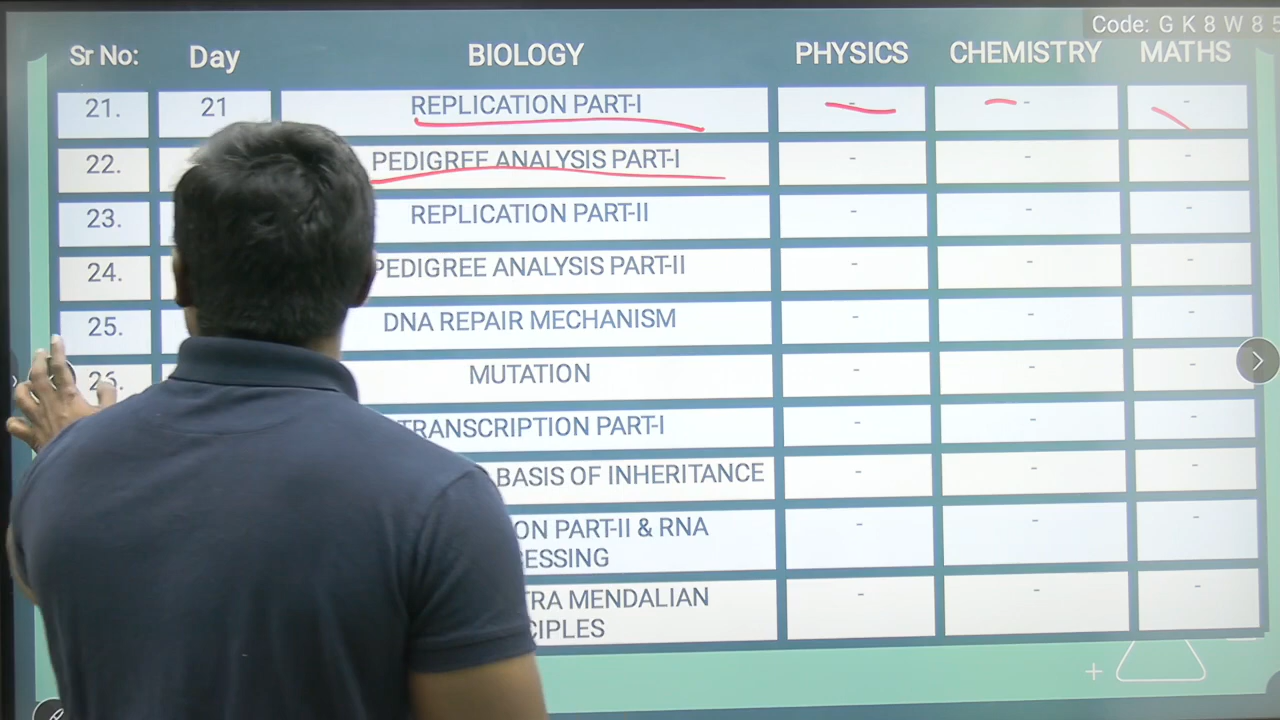 Code: G K 8 W 8 5
Sr No: Day BIOLOGY PHYSICS CHEMISTRY MATHS
21. 21 REPLICATION PART-I - - -
22. PEDIGREE ANALYSIS PART-I - - -
23. REPLICATION PART-II - - -
24. PEDIGREE ANALYSIS PART-II - - -
25. DNA REPAIR MECHANISM - - -
26. MUTATION - - -
TRANSCRIPTION PART-I - - -
BASIS OF INHERITANCE - - -
ON PART-II & RNA - - -
ESSING
TRA MENDALIAN - - -
CIPLES